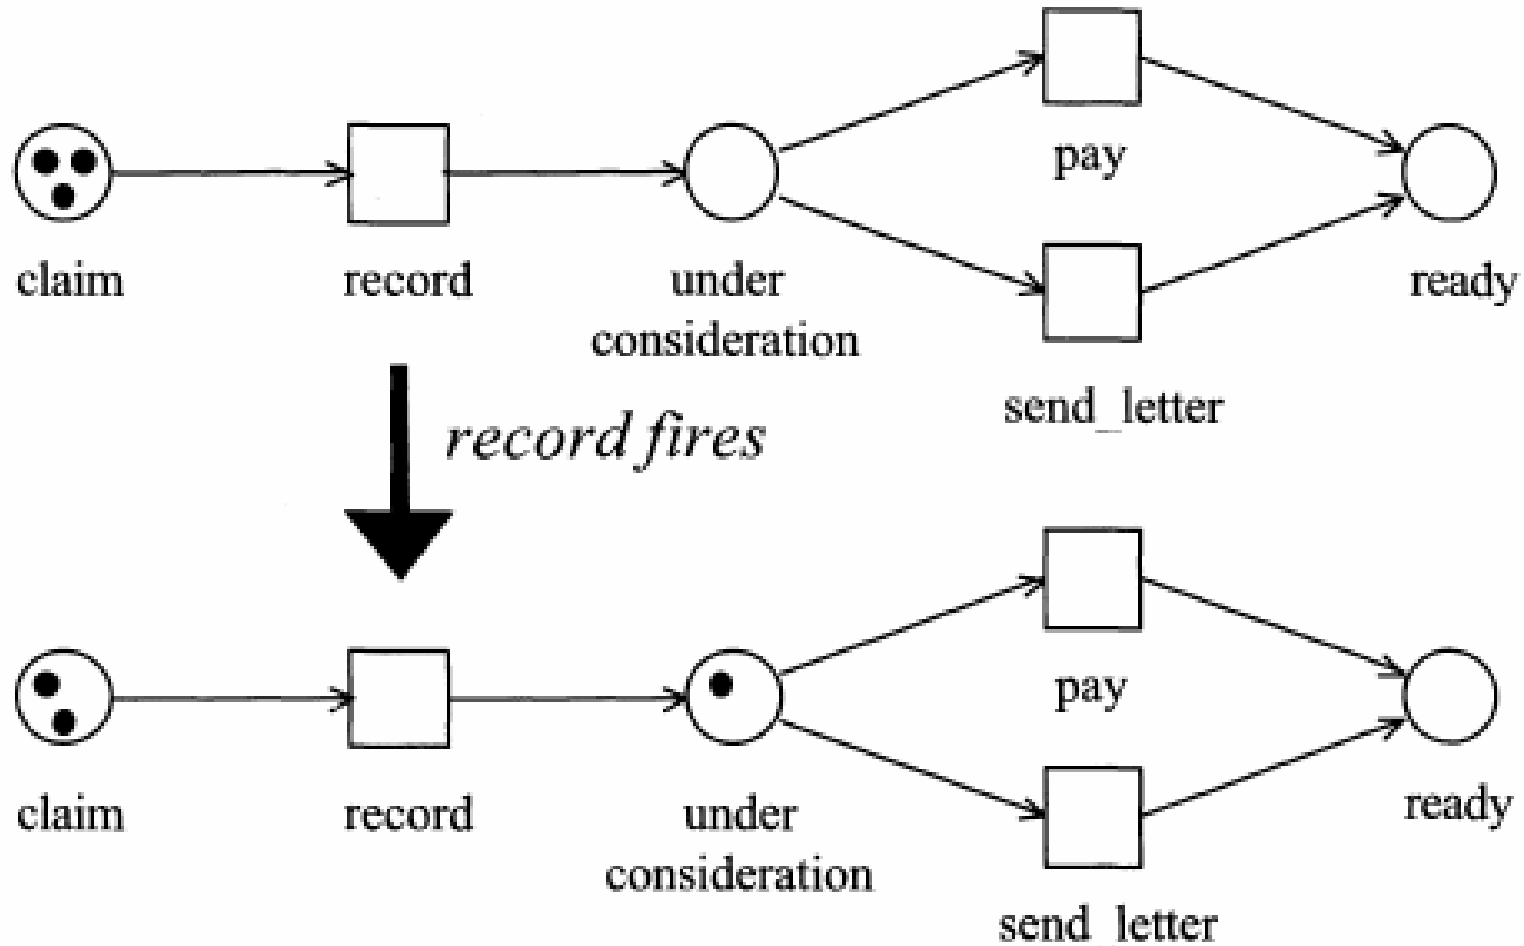 pay
claim
record
under
consideration
ready
send_letter
record fires
pay
claim
record
under
consideration
ready
send_letter